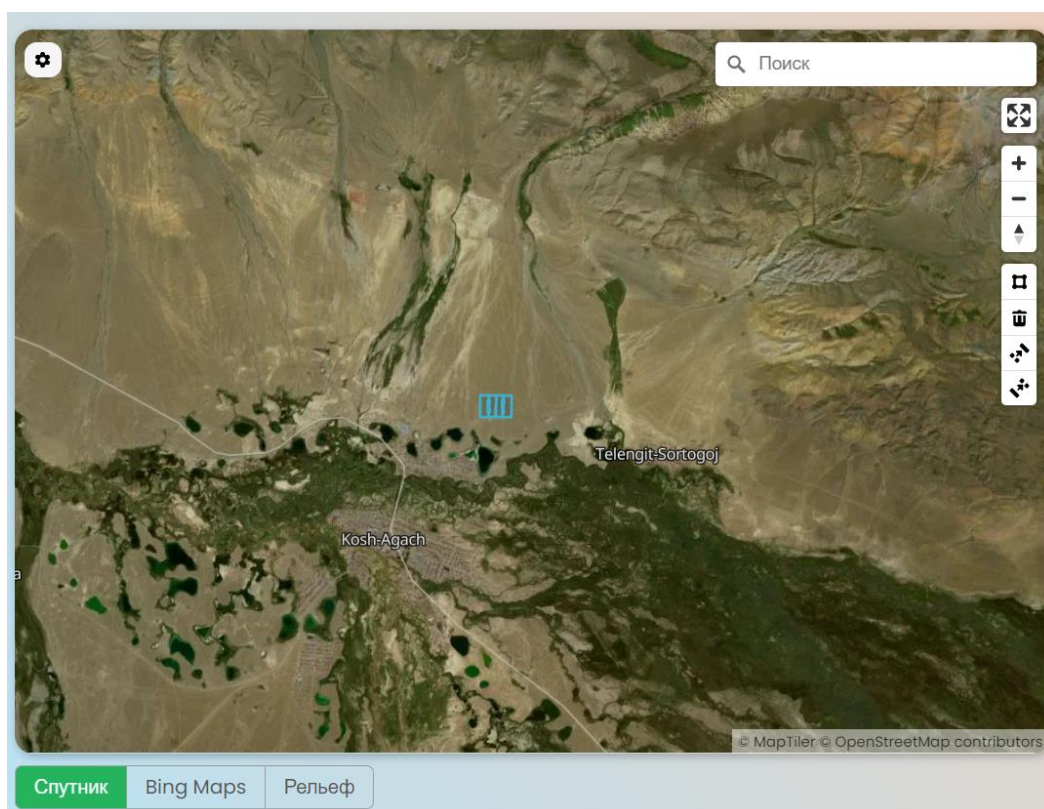 Поиск
Telengit-Sortogoj
Kosh-Agach
a
© MapTiler © OpenStreetMap contributors
Спутник Bing Maps Рельеф